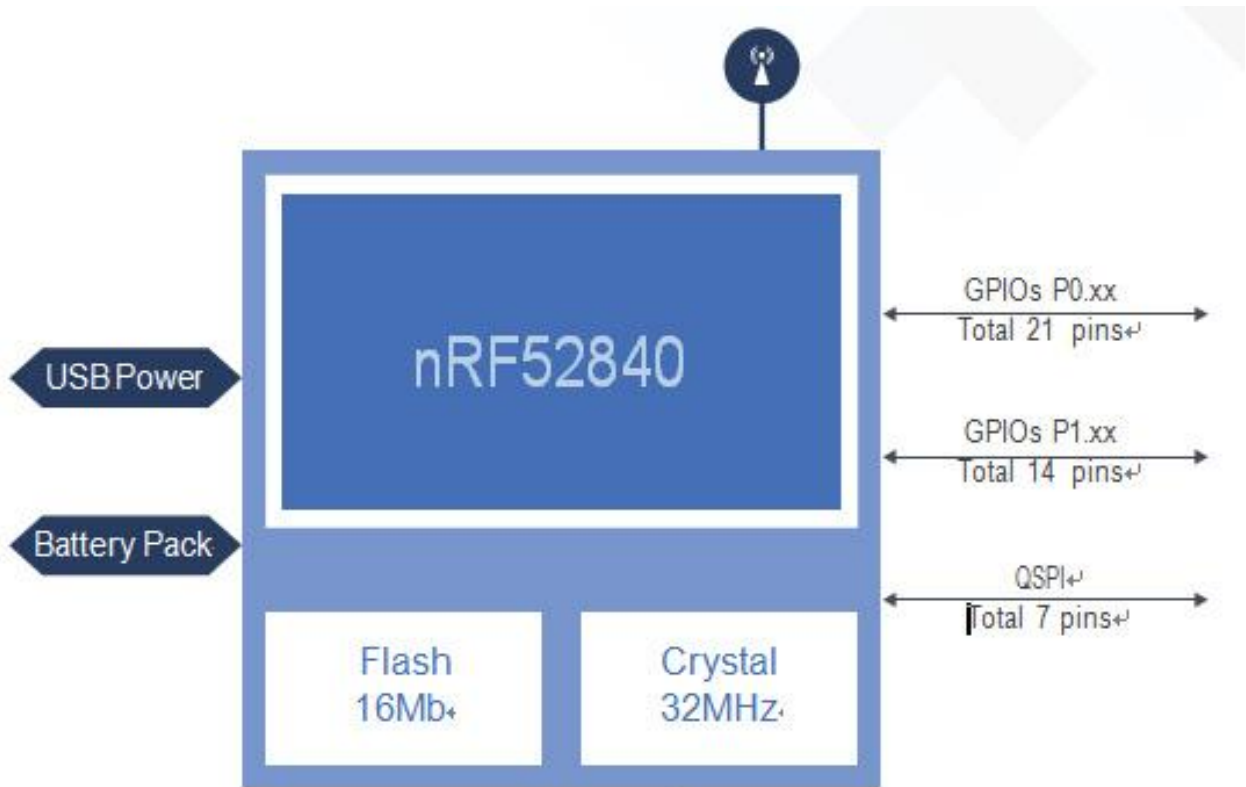 nRF52840
USB Power
Battery Pack
Flash
16Mb
Crystal
32MHz
GPIOs P0.xx
Total 21 pins↵
GPIOs P1.xx
Total 14 pins↵
QSPI↵
Total 7 pins↵